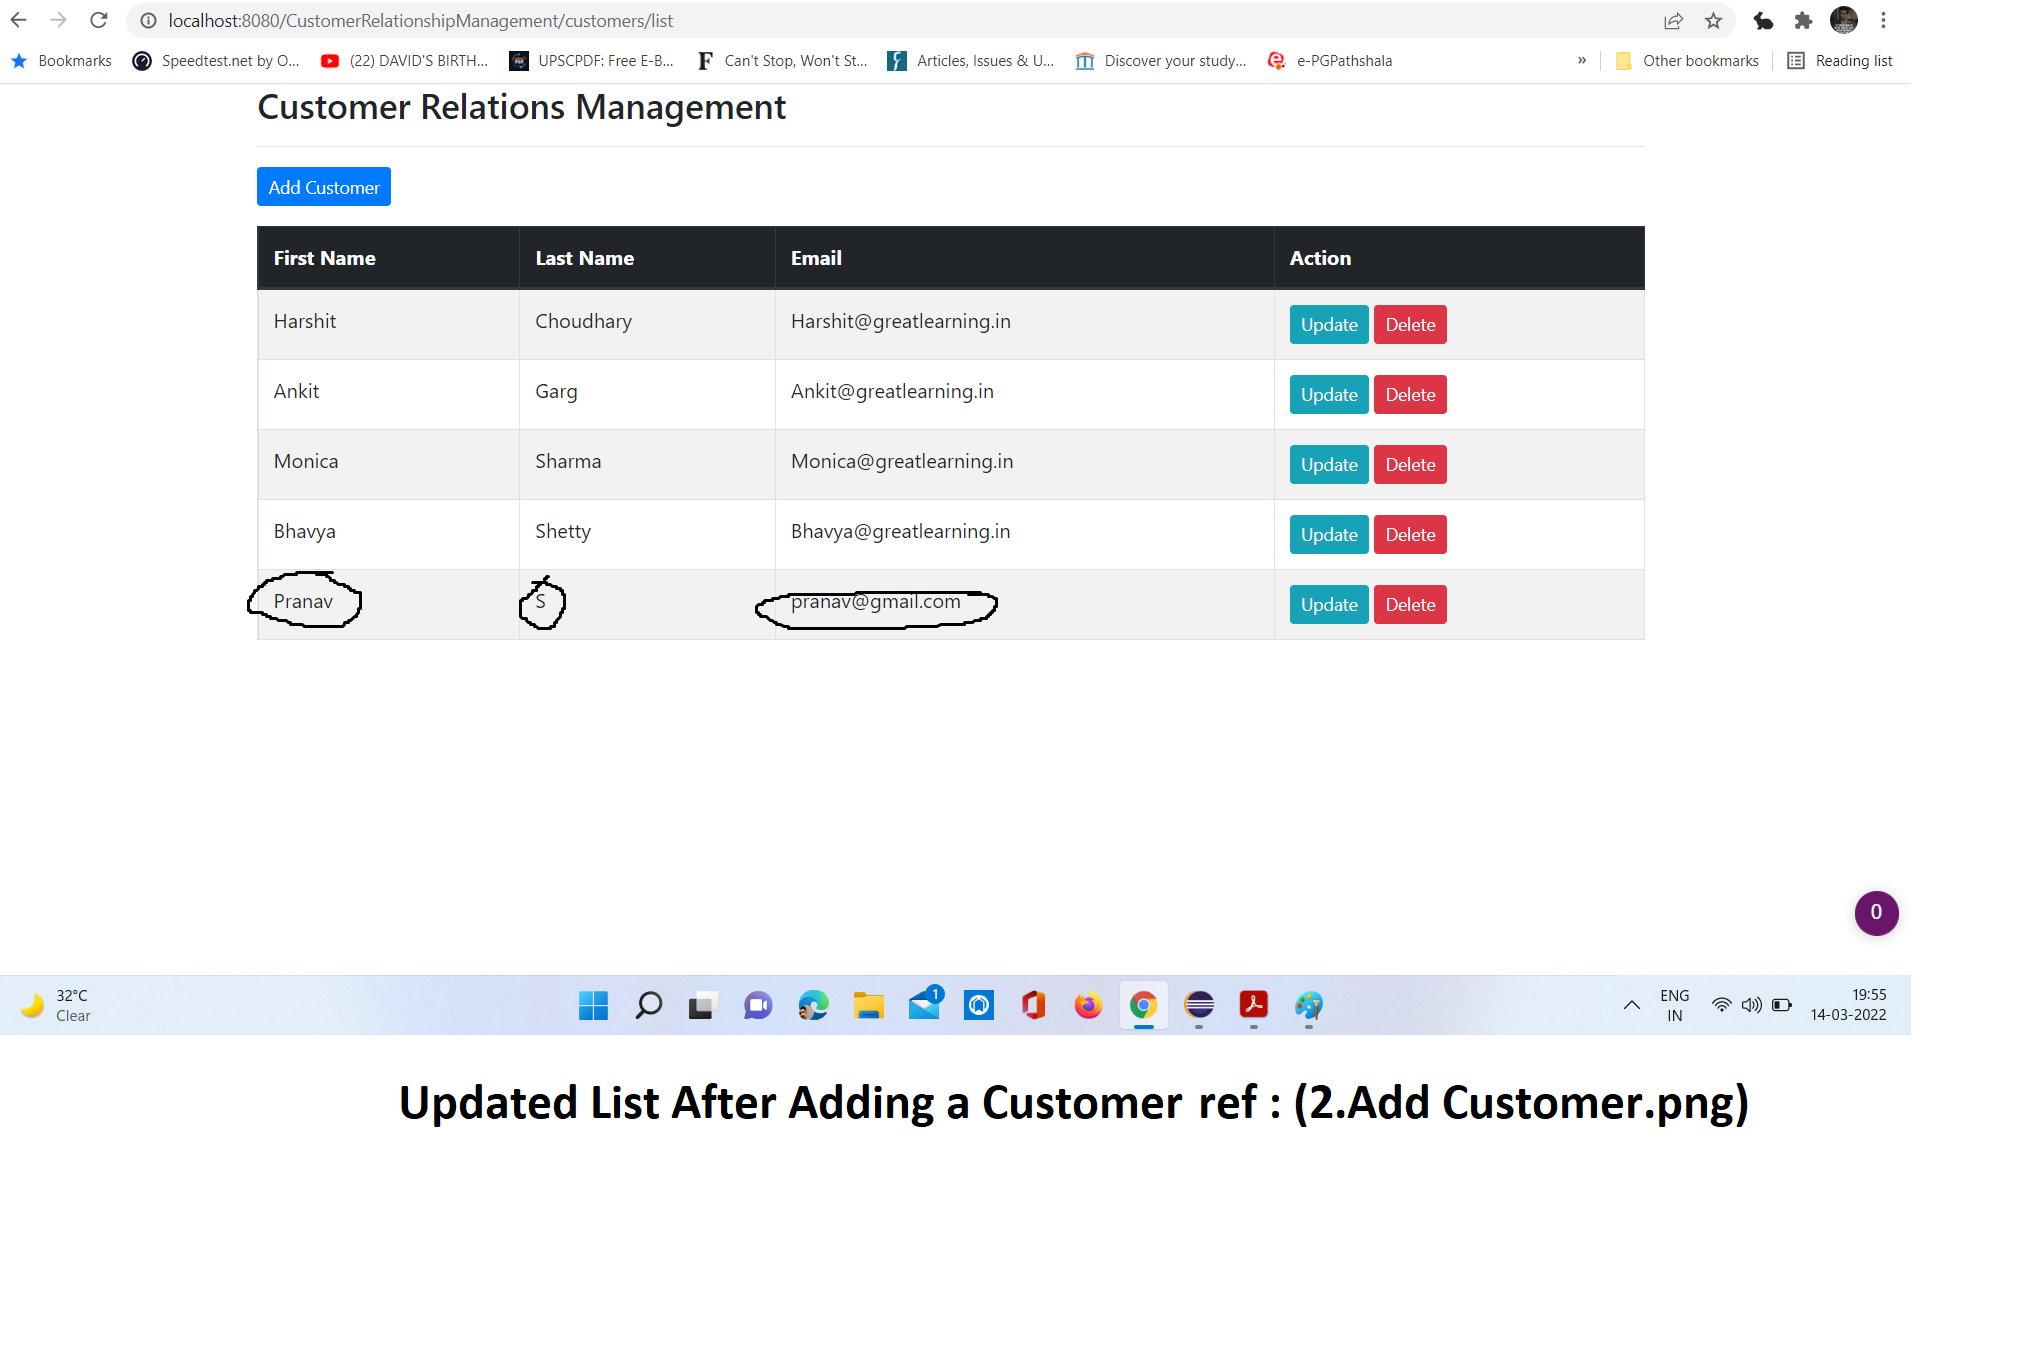 localhost:8080/CustomerRelationshipManagement/customers/list
Bookmarks Speedtest.net by O... (22) DAVID'S BIRTH... UPSCPDF: Free E-B... F Can't Stop, Won't St... Articles, Issues & U... Discover your study... e-PGPathshala » Other bookmarks Reading list
Customer Relations Management
Add Customer
First Name Last Name Email Action
Harshit Choudhary Harshit@greatlearning.in Update Delete
Ankit Garg Ankit@greatlearning.in Update Delete
Monica Sharma Monica@greatlearning.in Update Delete
Bhavya Shetty Bhavya@greatlearning.in Update Delete
Pranav S pranav@gmail.com Update Delete
0
32°C
Clear
1
ENG
IN
19:55
14-03-2022
Updated List After Adding a Customer ref : (2.Add Customer.png)